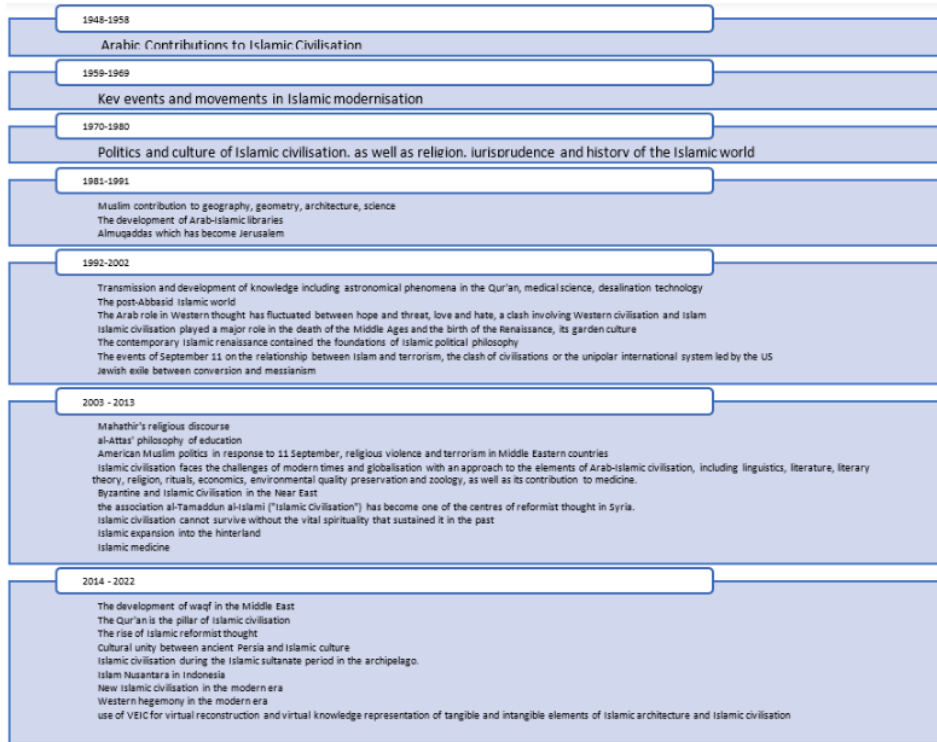 1948-1958
Arabic Contributions to Islamic Civilisation
1959-1969
Key events and movements in Islamic modernisation
1970-1980
Politics and culture of Islamic civilisation, as well as religion, jurisprudence and history of the Islamic world
1981-1991
Muslim contribution to geography, geometry, architecture, science
The development of Arab-Islamic libraries
Almuqaddas which has become Jerusalem
1992-2002
Transmission and development of knowledge including astronomical phenomena in the Qur'an, medical science, desalination technology
The post-Abbasid Islamic world
The Arab role in Western thought has fluctuated between hope and threat, love and hate, a clash involving Western civilisation and Islam
Islamic civilisation played a major role in the death of the Middle Ages and the birth of the Renaissance, its garden culture
The contemporary Islamic renaissance contained the foundations of Islamic political philosophy
The events of September 11 on the relationship between Islam and terrorism, the clash of civilisations or the unipolar international system led by the US
Jewish exile between conversion and messianism
2003 - 2013
Mahathir's religious discourse
al-Attas' philosophy of education
American Muslim politics in response to 11 September, religious violence and terrorism in Middle Eastern countries
Islamic civilisation faces the challenges of modern times and globalisation with an approach to the elements of Arab-Islamic civilisation, including linguistics, literature, literary
theory, religion, rituals, economics, environmental quality preservation and zoology, as well as its contribution to medicine.
Byzantine and Islamic Civilisation in the Near East
the association al-Tamaddun al-Islami ("Islamic Civilisation") has become one of the centres of reformist thought in Syria.
Islamic civilisation cannot survive without the vital spirituality that sustained it in the past
Islamic expansion into the hinterland
Islamic medicine
2014 - 2022
The development of waqf in the Middle East
The Qur'an is the pillar of Islamic civilisation
The rise of Islamic reformist thought
Cultural unity between ancient Persia and Islamic culture
Islamic civilisation during the Islamic sultanate period in the archipelago.
Islam Nusantara in Indonesia
New Islamic civilisation in the modern era
Western hegemony in the modern era
use of VEIC for virtual reconstruction and virtual knowledge representation of tangible and intangible elements of Islamic architecture and Islamic civilisation